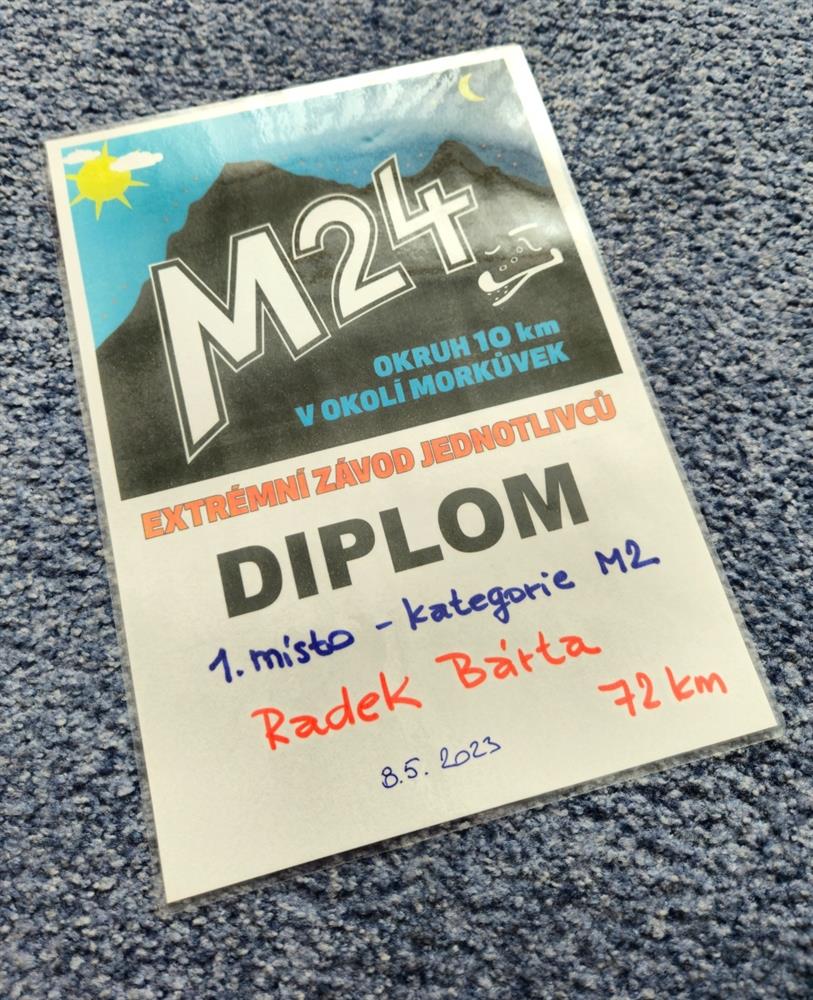 M24
OKRUH 10 km
V OKOLÍ MORKŮVEK
EXTRÉMNÍ ZÁVOD JEDNOTLIVCŮ
DIPLOM
1. místo - kategorie M2
Radek Bárta
72 km
8.5. 2023